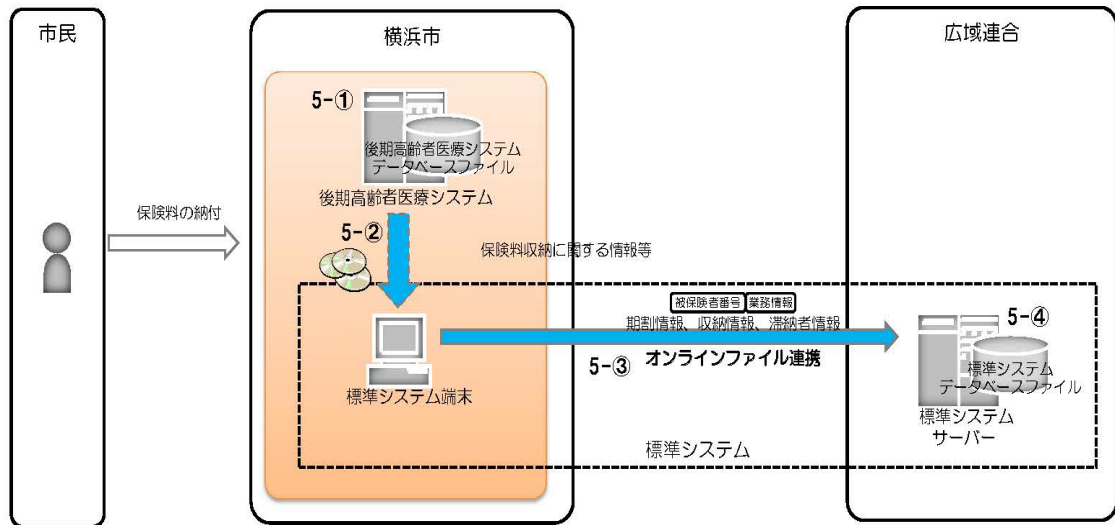 市民
横浜市
広域連合
5-①
後期高齢者医療システム
データベースファイル
後期高齢者医療システム
保険料の納付
5-②
保険料収納に関する情報等
被保険者番号 業務情報
期割情報、収納情報、滞納者情報
5-③ オンラインファイル連携
標準システム端末
5-④
標準システム
データベースファイル
標準システム
サーバー
標準システム